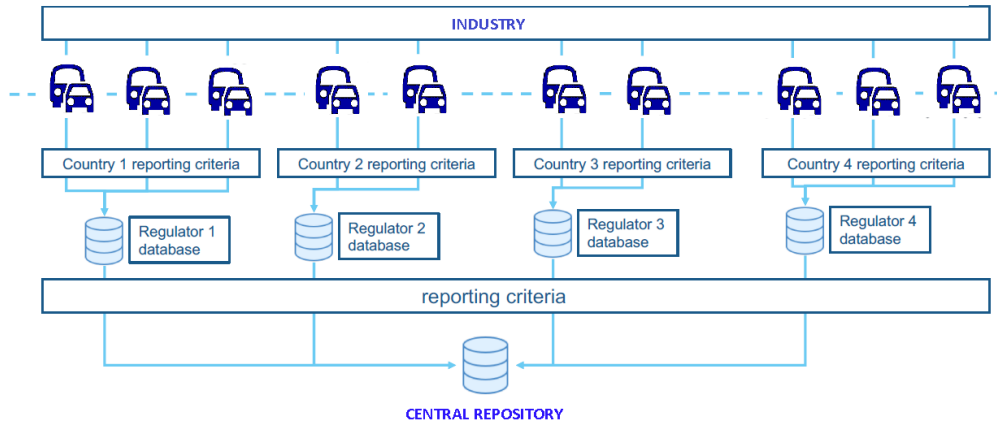 INDUSTRY
Country 1 reporting criteria
Country 2 reporting criteria
Country 3 reporting criteria
Country 4 reporting criteria
Regulator 1
database
Regulator 2
database
Regulator 3
database
Regulator 4
database
reporting criteria
CENTRAL REPOSITORY